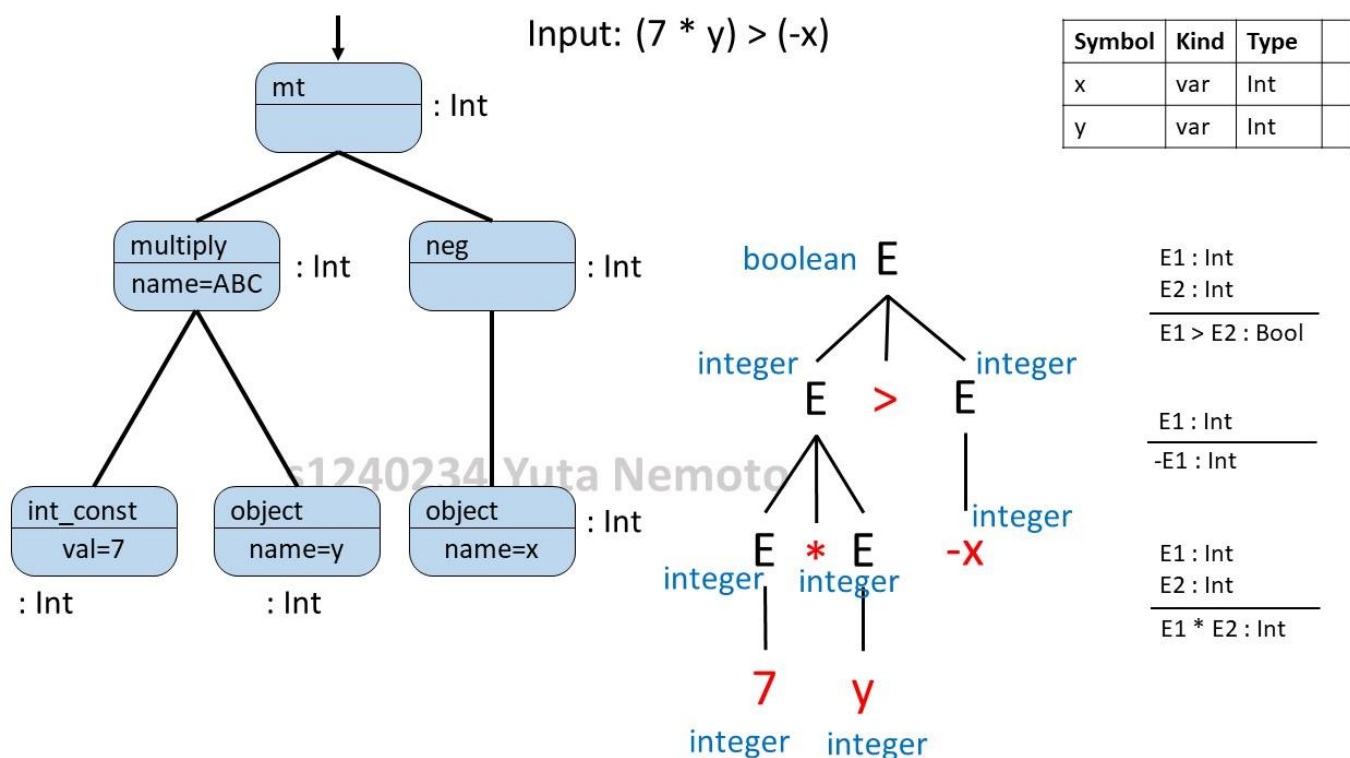 Input: (7 * y) > (-x)
Symbol Kind Type
x var Int
y var Int
mt
: Int
multiply
name=ABC
: Int
neg
: Int
int_const
val=7
: Int
object
name=y
: Int
object
name=x
: Int
s1240234 Yuta Nemoto
boolean E
integer integer
E > E
integer
E * E -x
integer integer
7 y
integer integer
E1 : Int
E2 : Int
E1 > E2 : Bool
E1 : Int
-E1 : Int
E1 : Int
E2 : Int
E1 * E2 : Int